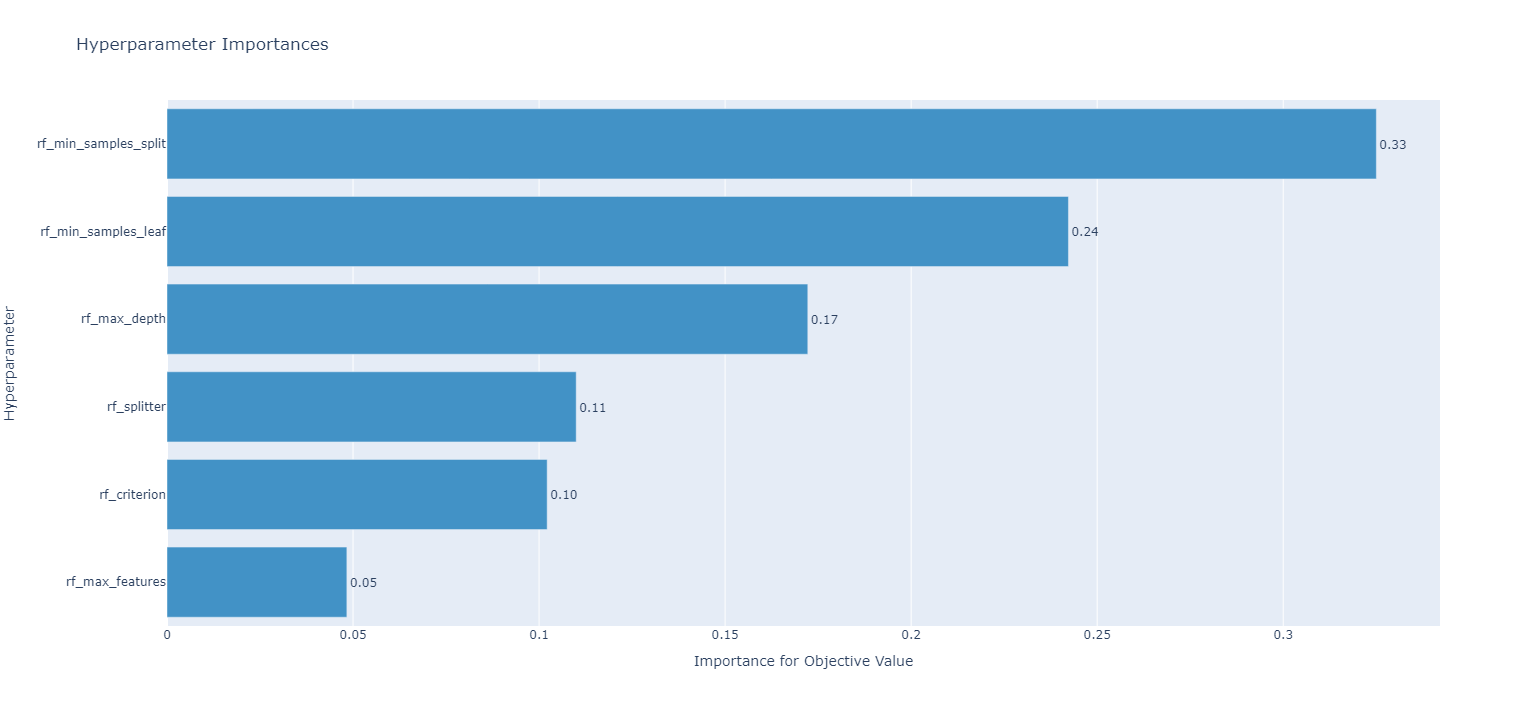 Hyperparameter Importances
Hyperparameter
rf_min_samples_split
0.33
rf_min_samples_leaf
0.24
rf_max_depth
0.17
rf_splitter
0.11
rf_criterion
0.10
rf_max_features
0.05
0 0.05 0.1 0.15 0.2 0.25 0.3
Importance for Objective Value